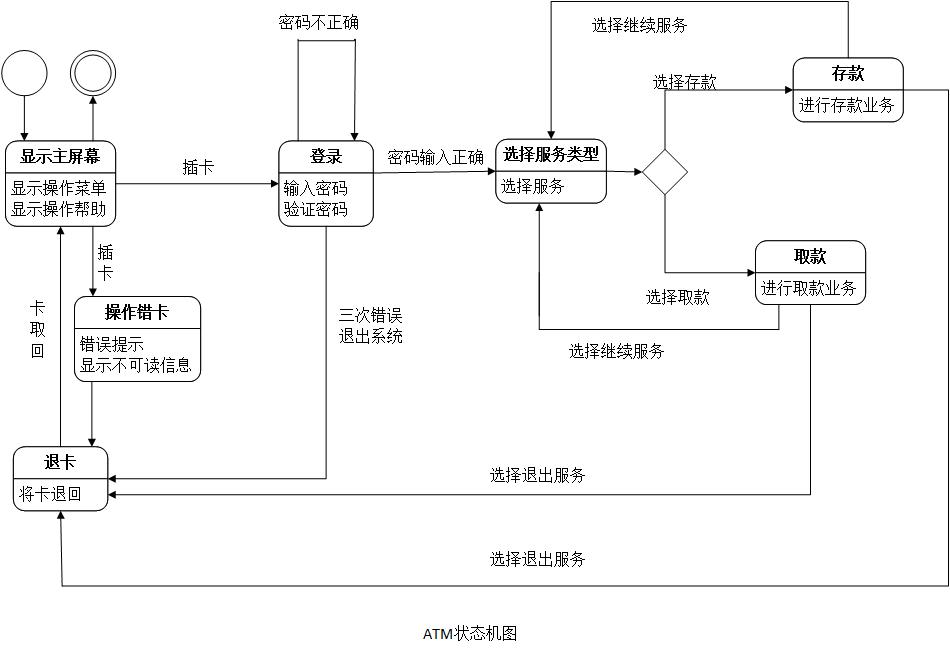 密码不正确
选择继续服务
存款
进行存款业务
选择存款
显示主屏幕
显示操作菜单
显示操作帮助
插卡
登录
输入密码
验证密码
密码输入正确
选择服务类型
选择服务
插
卡
取款
进行取款业务
选择取款
卡
取
回
操作错卡
错误提示
显示不可读信息
三次错误
退出系统
选择继续服务
退卡
将卡退回
选择退出服务
选择退出服务
ATM状态机图